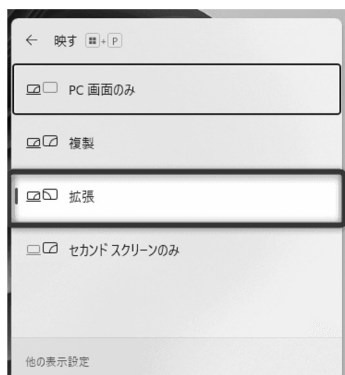 ← 映す ⊞+P
PC 画面のみ
複製
拡張
セカンド スクリーンのみ
他の表示設定